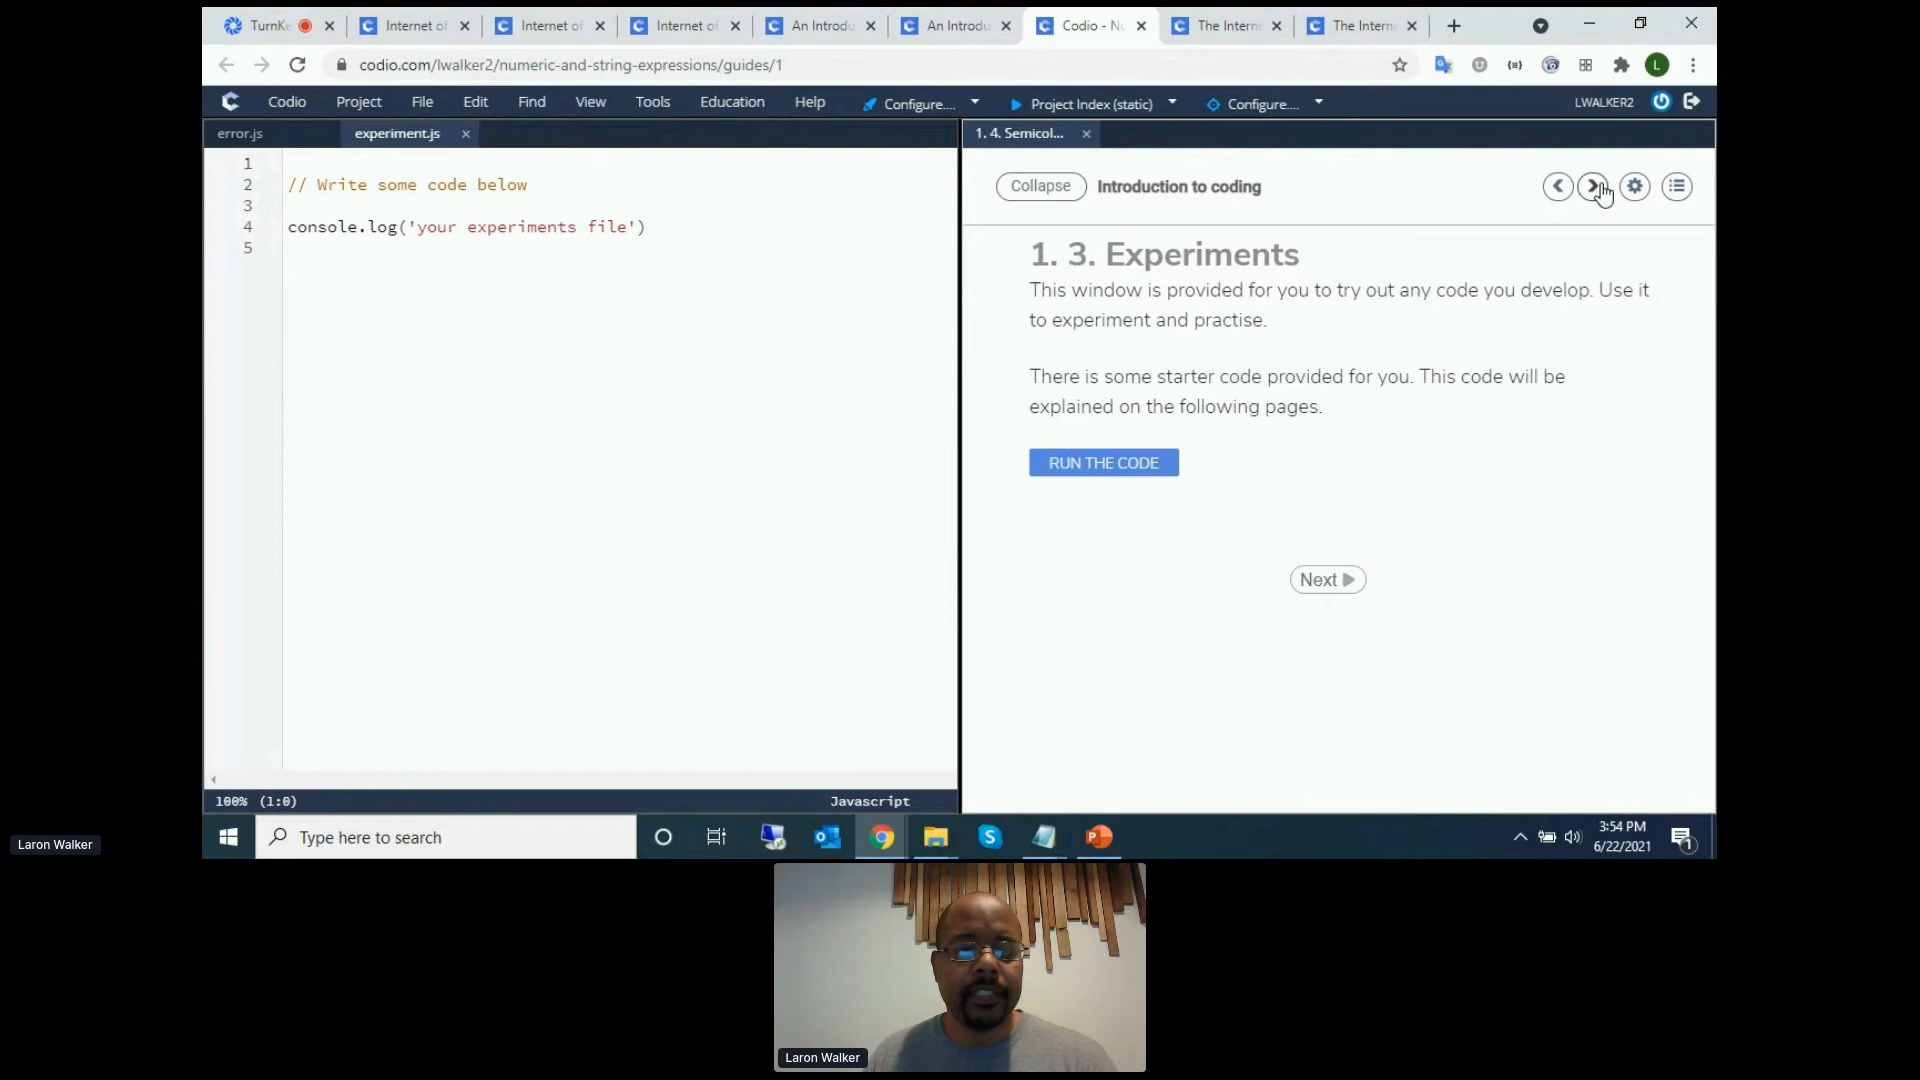 TurnKe
Internet of
Internet of
Internet of
An Introdu
An Introdu
Codio - Nu
The Intern
The Intern
codio.com/lwalker2/numeric-and-string-expressions/guides/1
L
Codio Project File Edit Find View Tools Education Help Configure.... Project Index (static) Configure.... LWALKER2
error.js experiment.js
1. 4. Semicol...
1
2 // Write some code below
3
4 console.log('your experiments file')
5
Collapse Introduction to coding
1. 3. Experiments
This window is provided for you to try out any code you develop. Use it
to experiment and practise.
There is some starter code provided for you. This code will be
explained on the following pages.
RUN THE CODE
Next
100% (1:0) Javascript
Type here to search
3:54 PM
6/22/2021
1
Laron Walker
Laron Walker